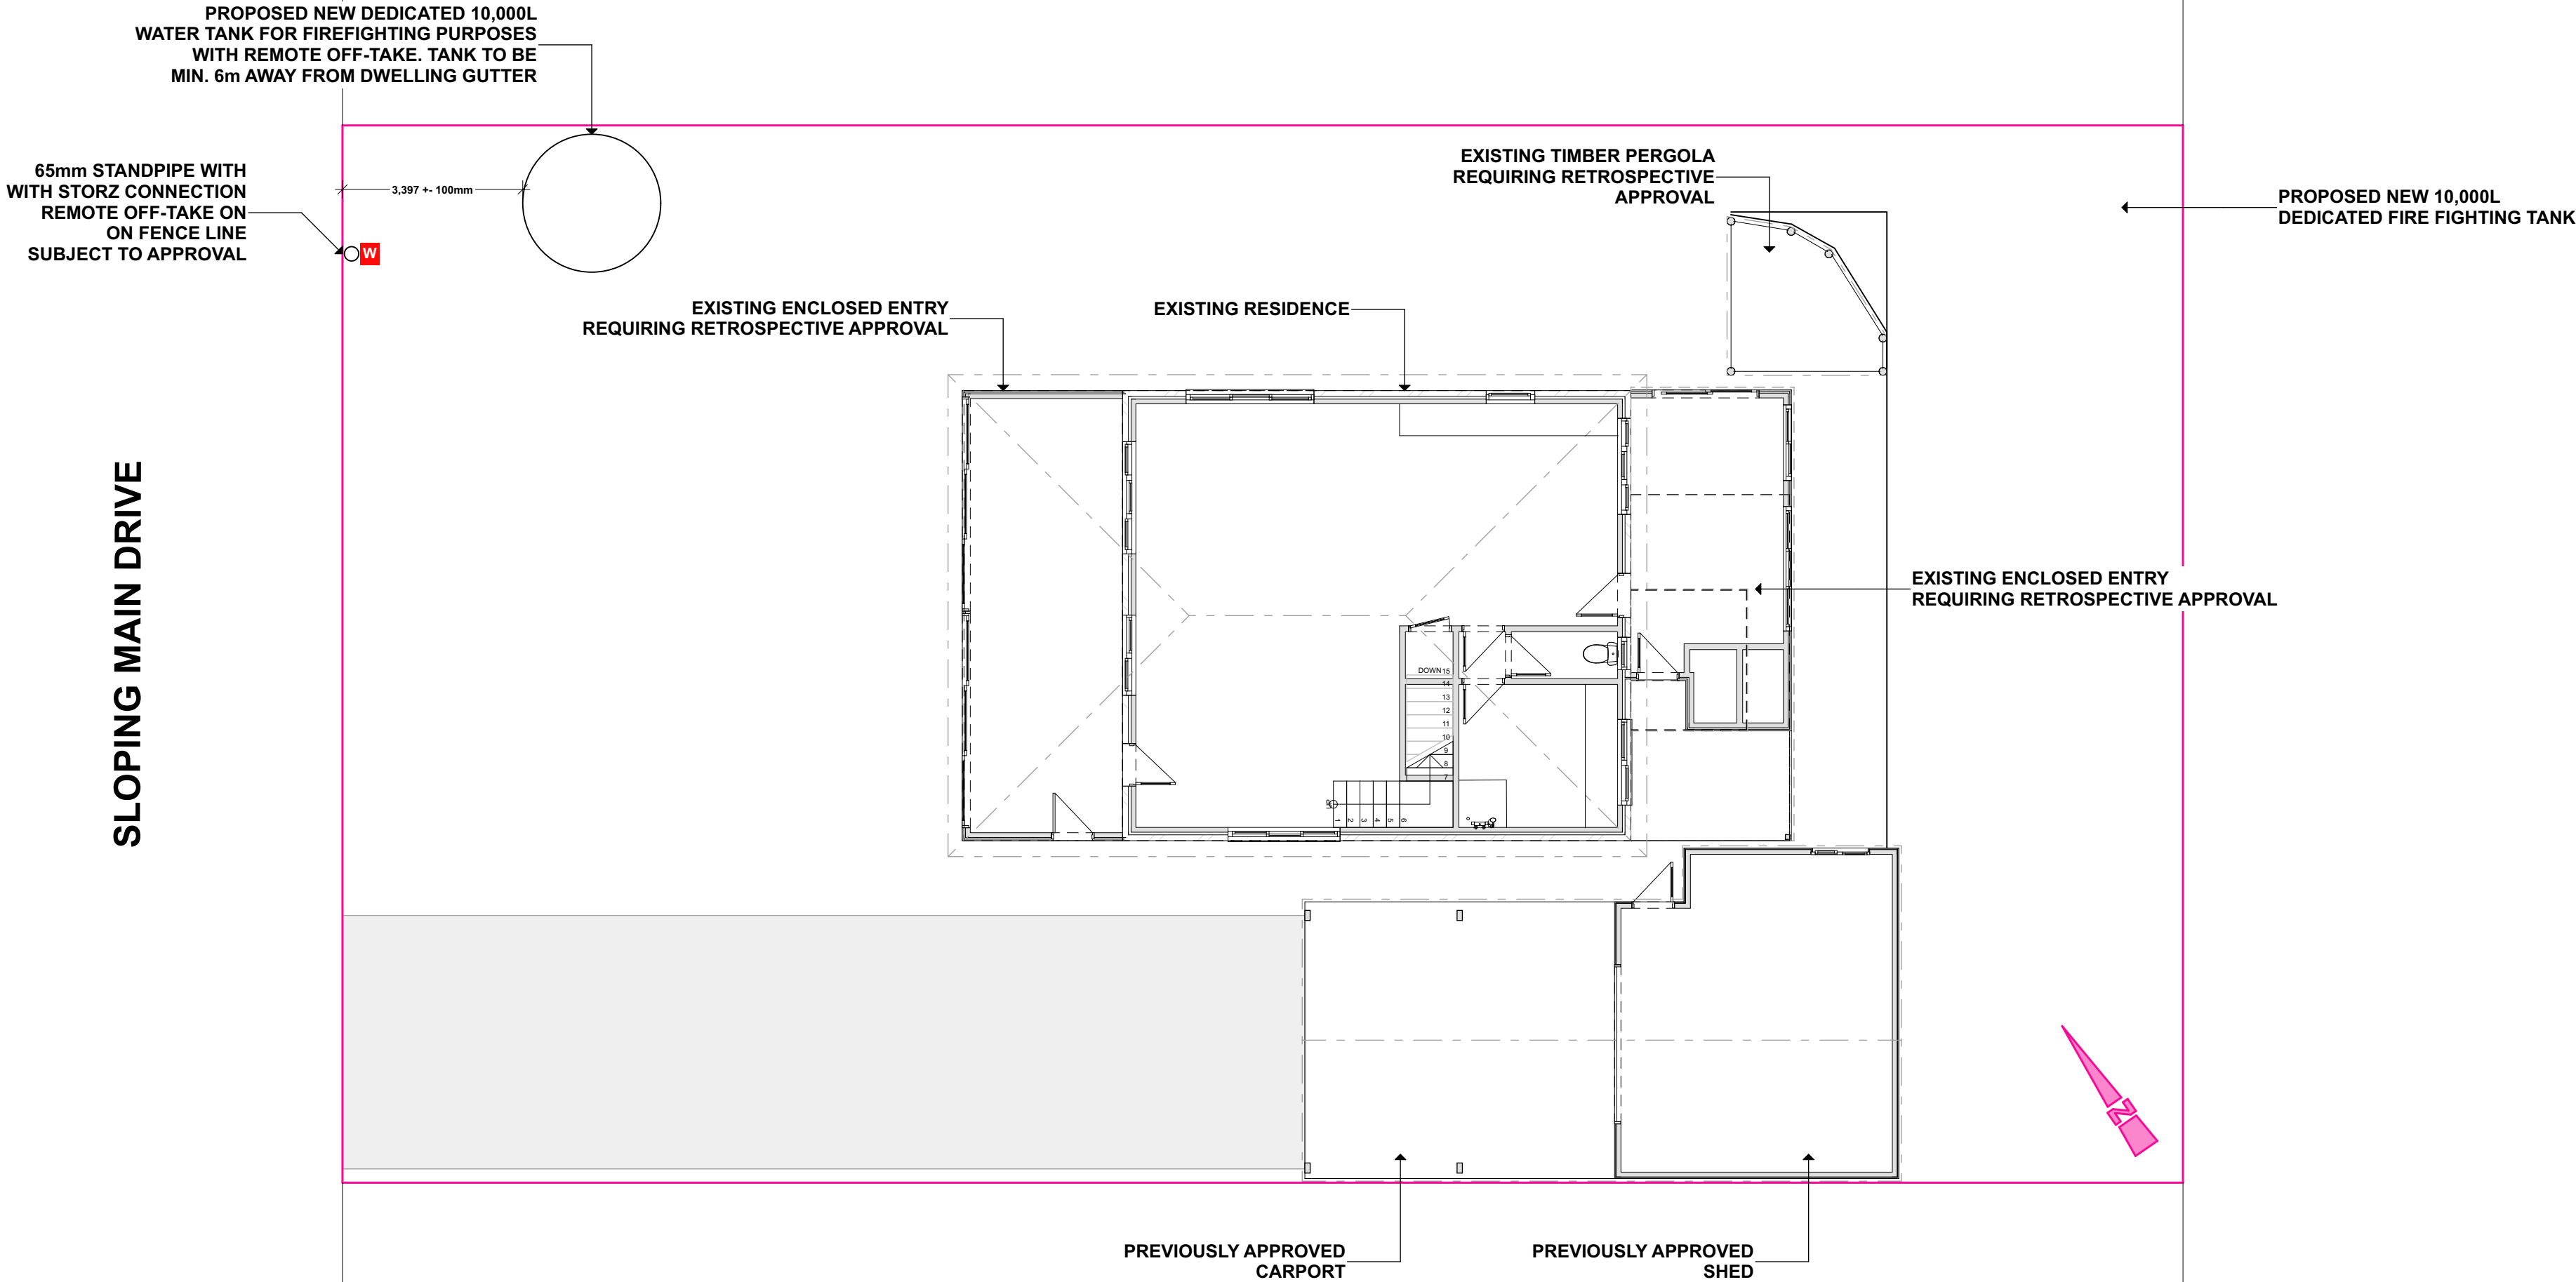 PROPOSED NEW DEDICATED 10,000L
WATER TANK FOR FIREFIGHTING PURPOSES
WITH REMOTE OFF-TAKE. TANK TO BE
MIN. 6m AWAY FROM DWELLING GUTTER
65mm STANDPIPE WITH
WITH STORZ CONNECTION
REMOTE OFF-TAKE ON
ON FENCE LINE
SUBJECT TO APPROVAL
W
3,397 +- 100mm
EXISTING TIMBER PERGOLA
REQUIRING RETROSPECTIVE
APPROVAL
PROPOSED NEW 10,000L
DEDICATED FIRE FIGHTING TANK
EXISTING ENCLOSED ENTRY
REQUIRING RETROSPECTIVE APPROVAL
EXISTING RESIDENCE
SLOPING MAIN DRIVE
EXISTING ENCLOSED ENTRY
REQUIRING RETROSPECTIVE APPROVAL
DOWN 15
14
13
12
11
10
9
8
7
1 2 3 4 5 6
N
PREVIOUSLY APPROVED
CARPORT
PREVIOUSLY APPROVED
SHED